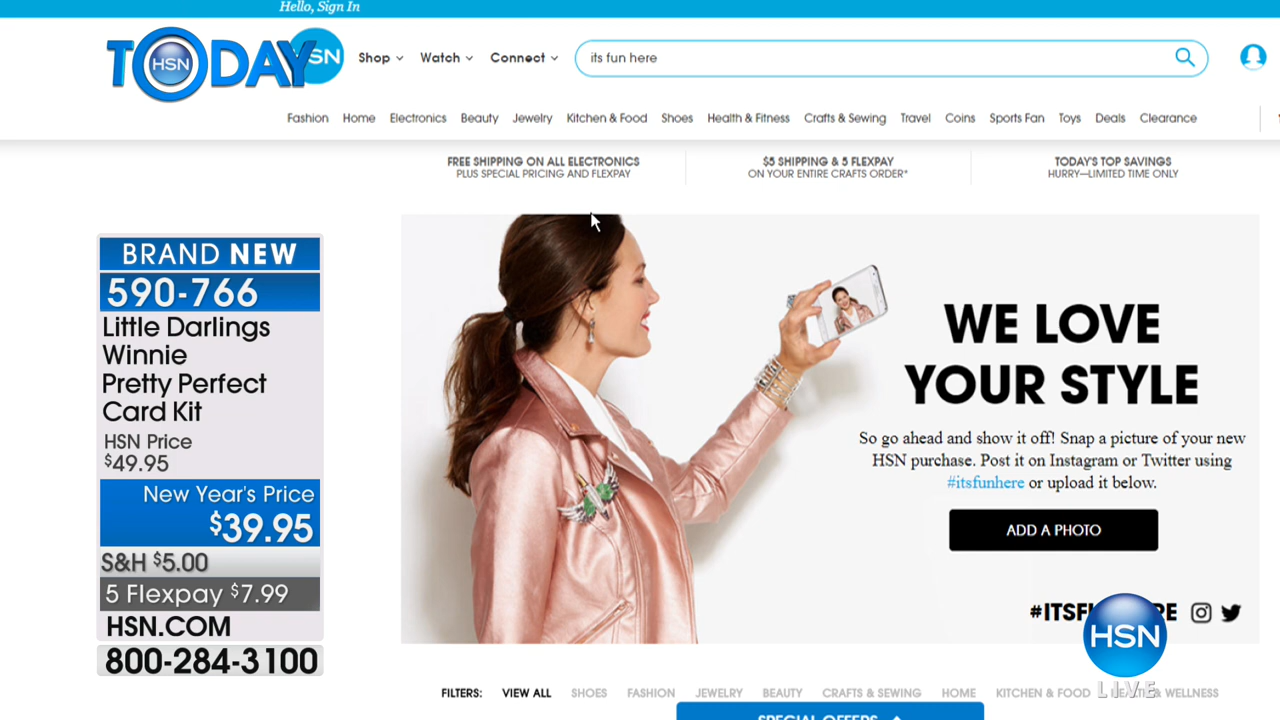 Hello, Sign In
TODAY
HSN
HSN
Shop
Watch
Connect
its fun here
Fashion
Home
Electronics
Beauty
Jewelry
Kitchen & Food
Shoes
Health & Fitness
Crafts & Sewing
Travel
Coins
Sports Fan
Toys
Deals
Clearance
FREE SHIPPING ON ALL ELECTRONICS
PLUS SPECIAL PRICING AND FLEXPAY
$5 SHIPPING & 5 FLEXPAY
ON YOUR ENTIRE CRAFTS ORDER*
TODAY'S TOP SAVINGS
HURRY—LIMITED TIME ONLY
BRAND NEW
590-766
Little Darlings
Winnie
Pretty Perfect
Card Kit
HSN Price
$49.95
New Year's Price
$39.95
S&H $5.00
5 Flexpay $7.99
HSN.COM
800-284-3100
WE LOVE
YOUR STYLE
So go ahead and show it off! Snap a picture of your new
HSN purchase. Post it on Instagram or Twitter using
#itsfunhere or upload it below.
ADD A PHOTO
HSN
LIVE
FILTERS:
VIEW ALL
SHOES
FASHION
JEWELRY
BEAUTY
CRAFTS & SEWING
HOME
KITCHEN & FOOD
WELLNESS
SPECIAL OFFERS